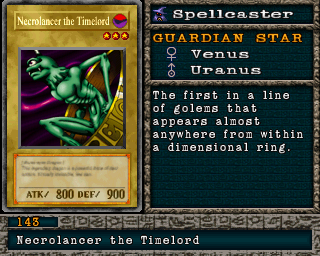 Necrolancer the Timelord
ATK/ 800 DEF/ 900
Spellcaster
GUARDIAN STAR
Venus
Uranus
The first in a line
of golems that
appears almost
anywhere from within
a dimensional ring.
143
Necrolancer the Timelord